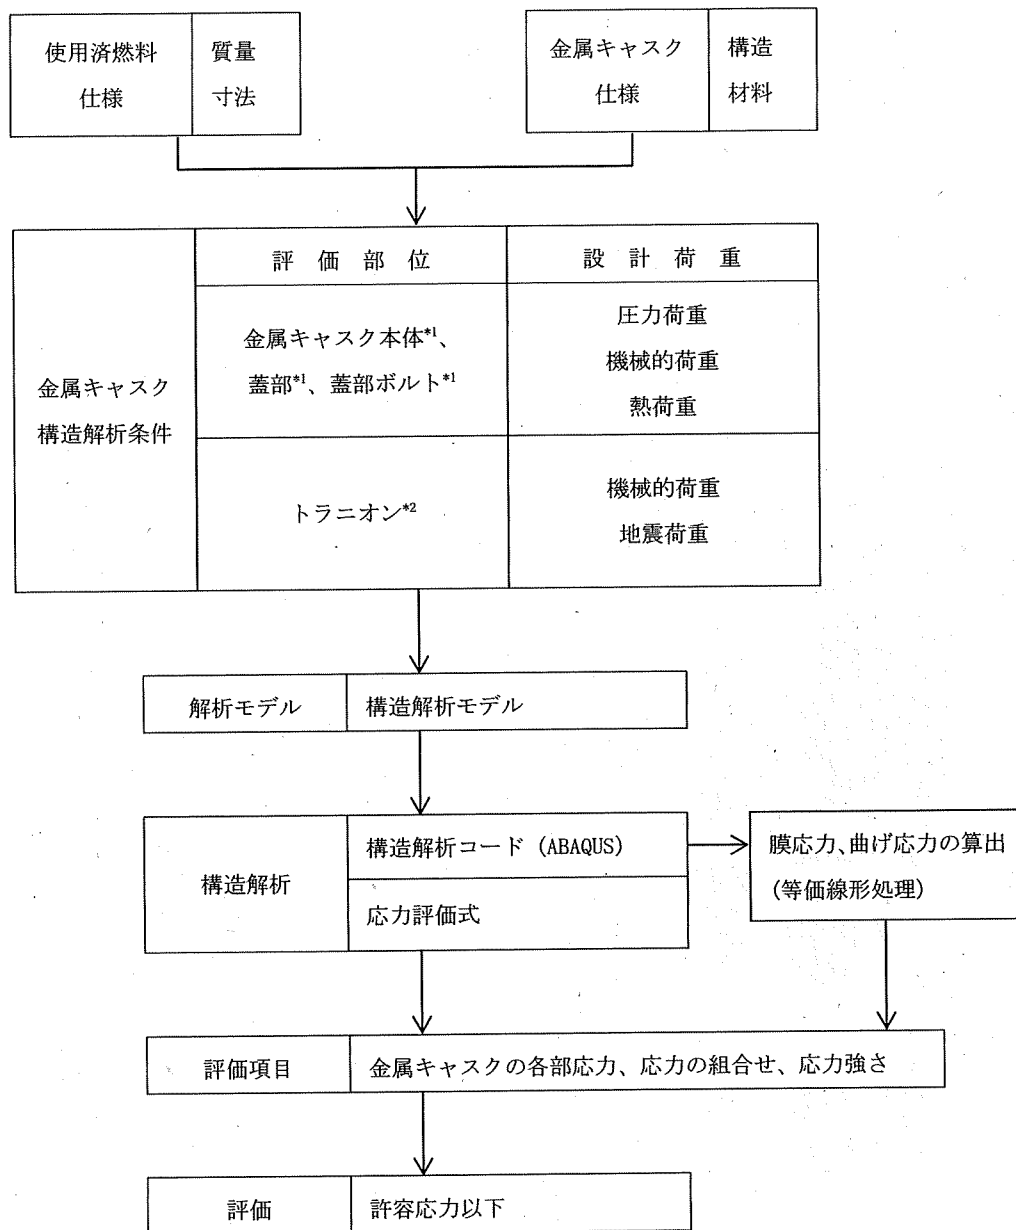 使用済燃料
仕様
質量
寸法
金属キャスク
仕様
構造
材料
金属キャスク
構造解析条件
評価部位
設計荷重
金属キャスク本体*1、
蓋部*1、蓋部ボルト*1
圧力荷重
機械的荷重
熱荷重
トラニオン*2
機械的荷重
地震荷重
解析モデル
構造解析モデル
構造解析
構造解析コード (ABAQUS)
応力評価式
膜応力、曲げ応力の算出
(等価線形処理)
評価項目
金属キャスクの各部応力、応力の組合せ、応力強さ
評価
許容応力以下